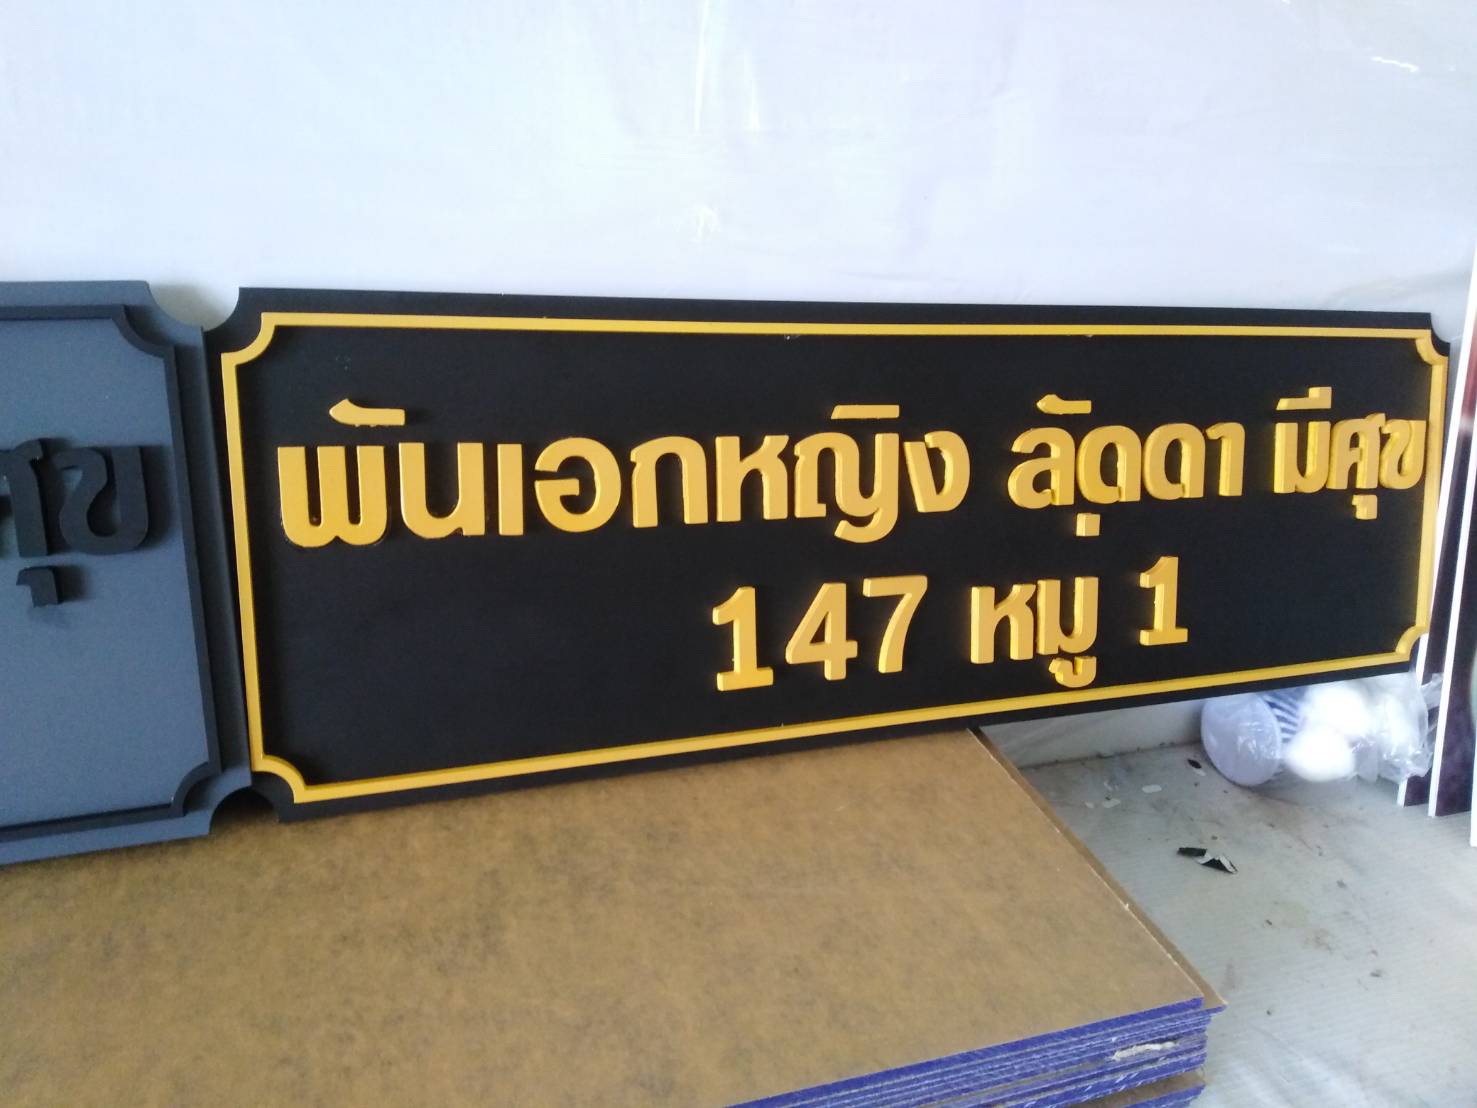 พันเอกหญิง ลัดดา มีศุข
147 หมู 1